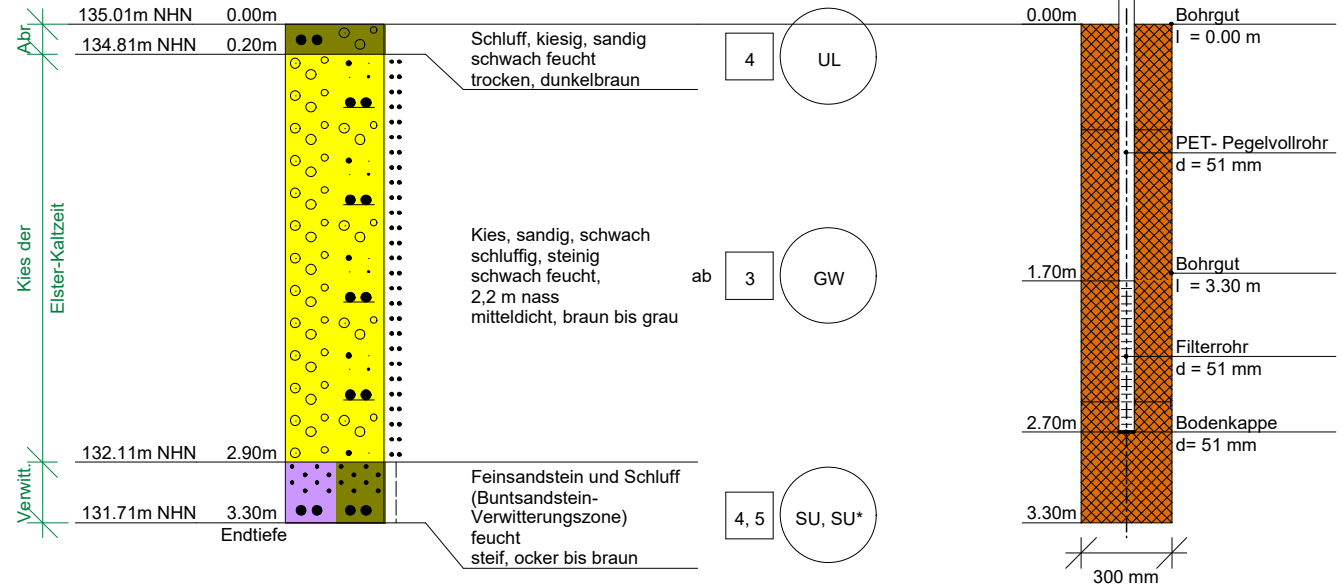 135.01m NHN 0.00m
134.81m NHN 0.20m
132.11m NHN 2.90m
131.71m NHN 3.30m
Endtiefe
Abr.
Kies der
Elster-Kaltzeit
Verwitt.
Schluff, kiesig, sandig
schwach feucht
trocken, dunkelbraun
4 UL
Kies, sandig, schwach
schluffig, steinig
schwach feucht, ab
2,2 m nass
mitteldicht, braun bis grau
3 GW
Feinsandstein und Schluff
(Buntsandstein-
Verwitterungszone)
feucht
steif, ocker bis braun
4, 5 SU, SU*
0.00m
1.70m
2.70m
3.30m
Bohrgut
l = 0.00 m
PET- Pegelvollrohr
d = 51 mm
Bohrgut
l = 3.30 m
Filterrohr
d = 51 mm
Bodenkappe
d= 51 mm
300 mm